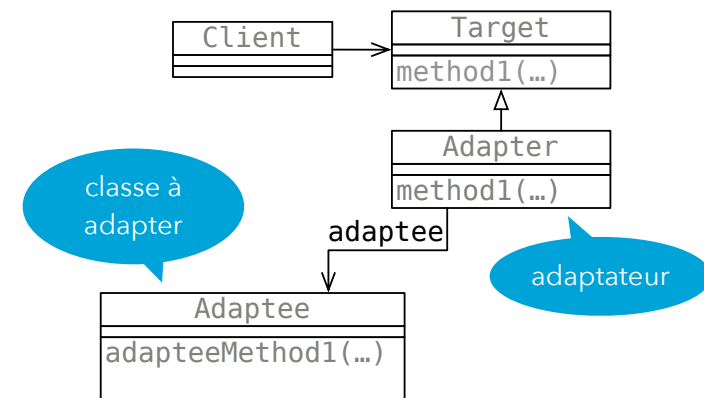 Client
Target
method1(…)
Adapter
method1(…)
classe à
adapter
adaptee
adaptateur
Adaptee
adapteeMethod1(…)